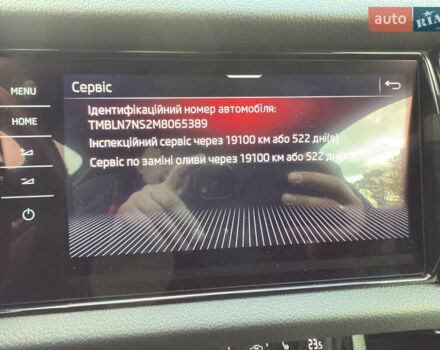 auto RIA
MENU
HOME
Сервіс
Ідентифікаційний номер автомобіля:
TMBLN7NS2M8065389
Інспекційний сервіс через 19100 км або 522 дні(в)
Сервіс по заміні оливи через 19100 км або 522 дні(в)
23